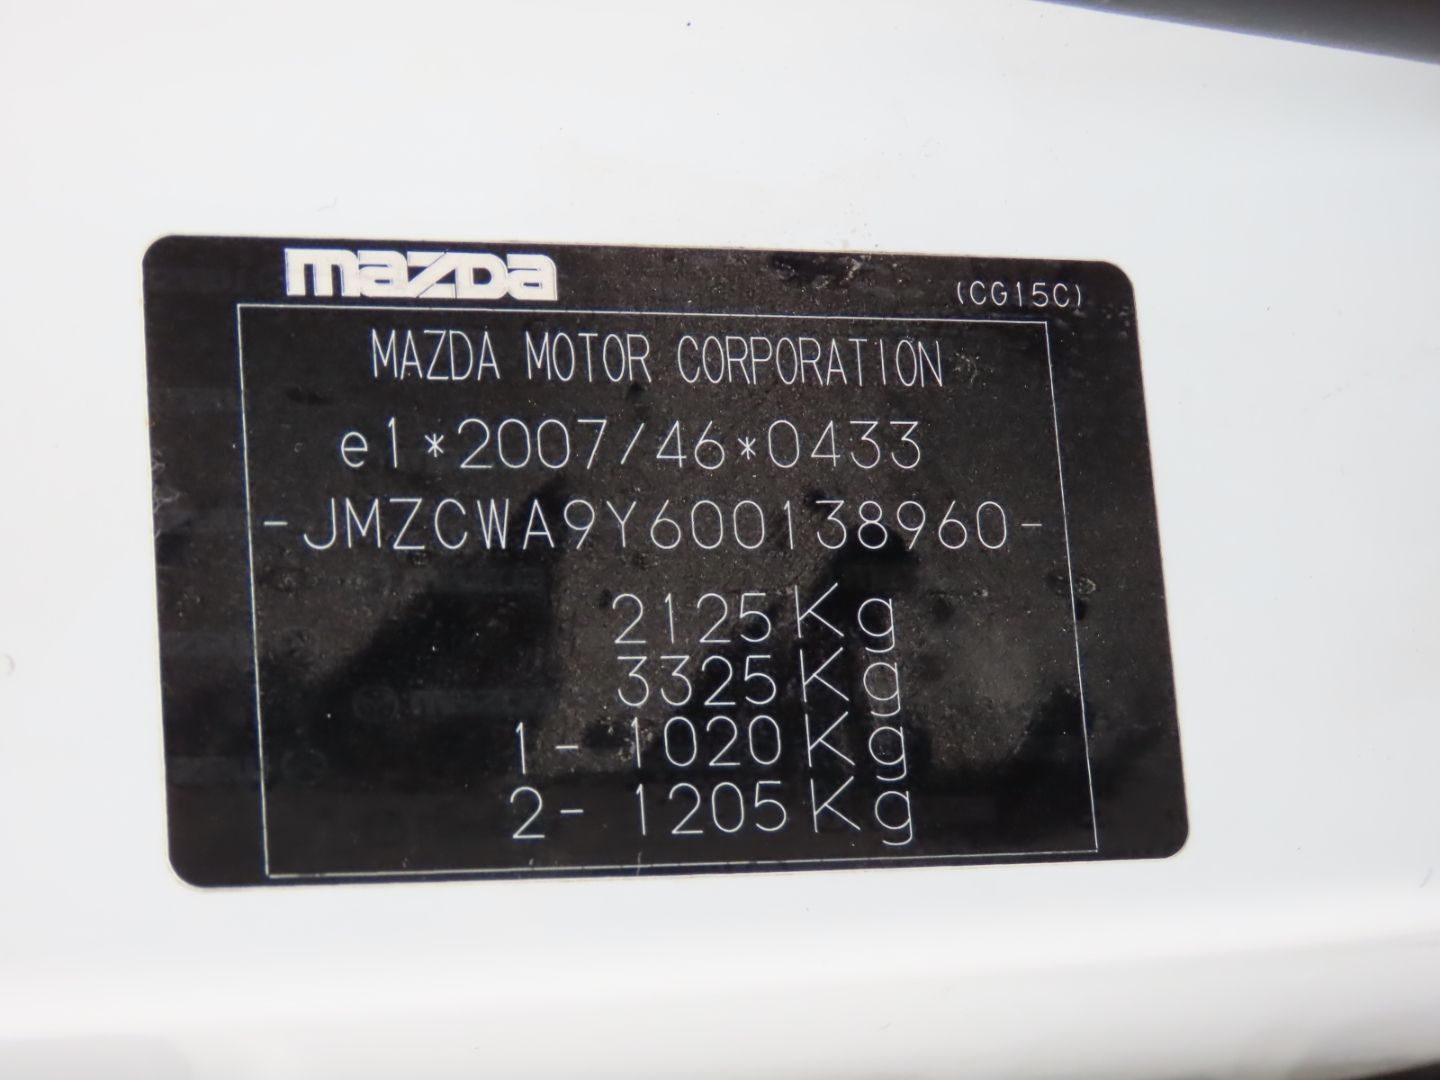 mazda
(CG15C)
MAZDA MOTOR CORPORATION
e1*2007/46*0433
-JMZCWA9Y600138960-
2125Kg
3325Kg
1- 1020Kg
2- 1205Kg